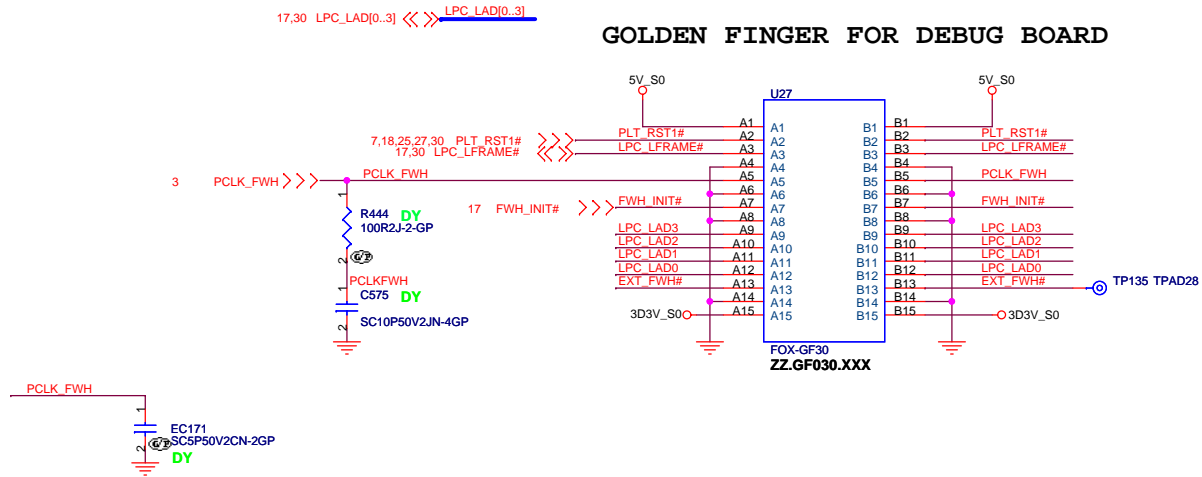 17,30 LPC_LAD[0..3] LPC_LAD[0..3]
GOLDEN FINGER FOR DEBUG BOARD
5V_S0 5V_S0
U27
A1 A1 B1 B1
7,18,25,27,30 PLT_RST1# PLT_RST1# A2 A2 B2 B2 PLT_RST1#
17,30 LPC_LFRAME# LPC_LFRAME# A3 A3 B3 B3 LPC_LFRAME#
A4 A4 B4 B4
3 PCLK_FWH PCLK_FWH A5 A5 B5 B5 PCLK_FWH
A6 A6 B6 B6
17 FWH_INIT# FWH_INIT# A7 A7 B7 B7 FWH_INIT#
A8 A8 B8 B8
LPC_LAD3 A9 A9 B9 B9 LPC_LAD3
LPC_LAD2 A10 A10 B10 B10 LPC_LAD2
LPC_LAD1 A11 A11 B11 B11 LPC_LAD1
LPC_LAD0 A12 A12 B12 B12 LPC_LAD0
EXT_FWH# A13 A13 B13 B13 EXT_FWH# TP135 TPAD28
A14 A14 B14 B14
3D3V_S0 A15 A15 B15 B15 3D3V_S0
FOX-GF30
ZZ.GF030.XXX
1
R444 DY
100R2J-2-GP
2 G/P
1 PCLKFWH
C575 DY
SC10P50V2JN-4GP
2
PCLK_FWH
1
EC171
2 G/P SC5P50V2CN-2GP
DY